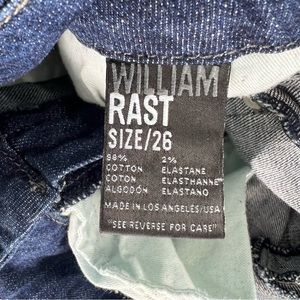 WILLIAM
RAST
SIZE/26
98% 2%
COTTON ELASTANE
COTON ELASTHANNE
ALGODÓN ELASTANO
MADE IN LOS ANGELES/USA
"SEE REVERSE FOR CARE"